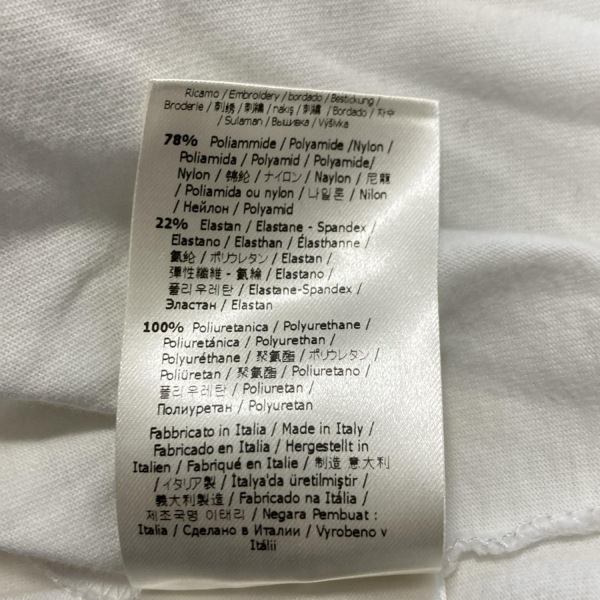 Ricamo / Embroidery / bordado / Bestickung /
Broderie / 刺绣 / 刺繍 / nakış / 刺繡 / Bordado / 자수
/ Sulaman / Вышивка / Výšivka
78% Poliammide / Polyamide /Nylon /
Poliamida / Polyamid / Polyamide/
Nylon / 锦纶 / ナイロン / Naylon / 尼龍
/ Poliamida ou nylon / 나일론 / Nilon
/ Нейлон / Polyamid
22% Elastan / Elastane - Spandex /
Elastano / Elasthan / Élasthanne /
氨纶 / ポリウレタン / Elastan /
彈性纖維 - 氨綸 / Elastano /
폴리우레탄 / Elastane-Spandex /
Эластан / Elastan
100% Poliuretanica / Polyurethane /
Poliuretánica / Polyurethan /
Polyuréthane / 聚氨酯 / ポリウレタン /
Poliüretan / 聚氨酯 / Poliuretano /
폴리우레탄 / Poliuretan /
Полиуретан / Polyuretan
Fabbricato in Italia / Made in Italy /
Fabricado en Italia / Hergestellt in
Italien / Fabriqué en Italie / 制造 意大利
/ イタリア製 / İtalya'da üretilmiştir /
義大利製造 / Fabricado na Itália /
제조국명 이태리 / Negara Pembuat :
Italia / Сделано в Италии / Vyrobeno v
Itálii